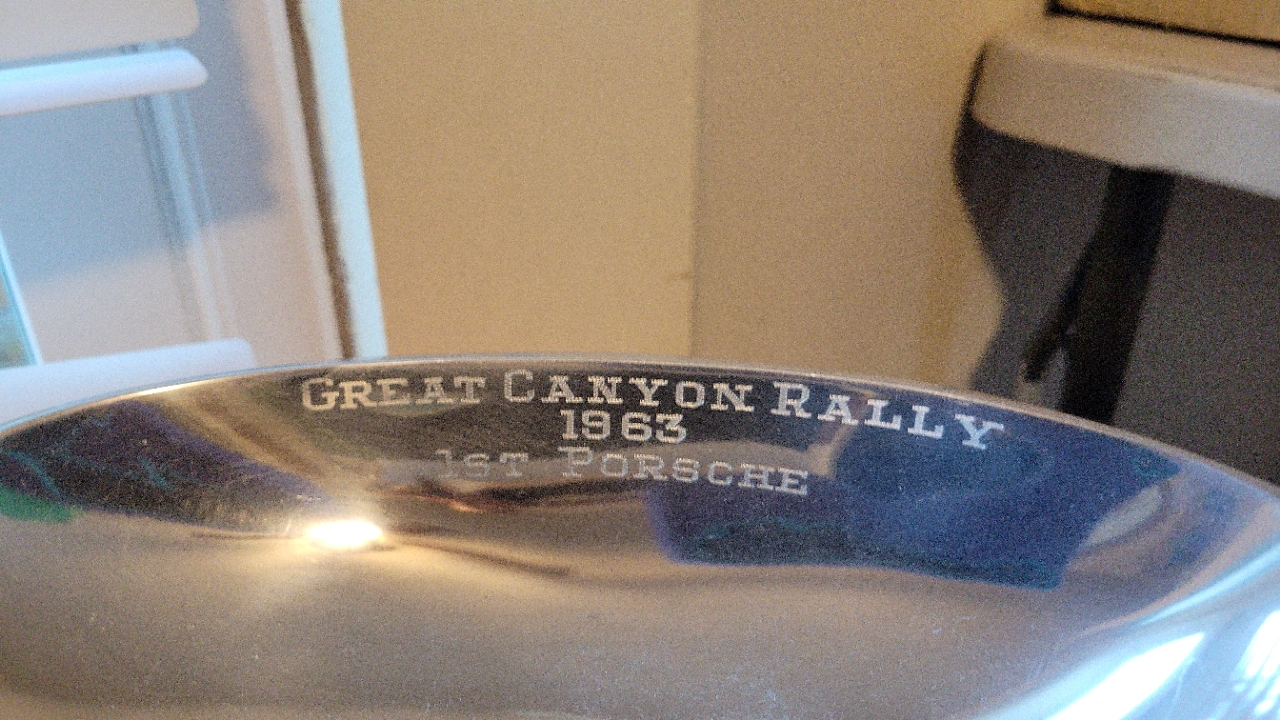 GREAT CANYON RALLY
1963
1ST PORSCHE